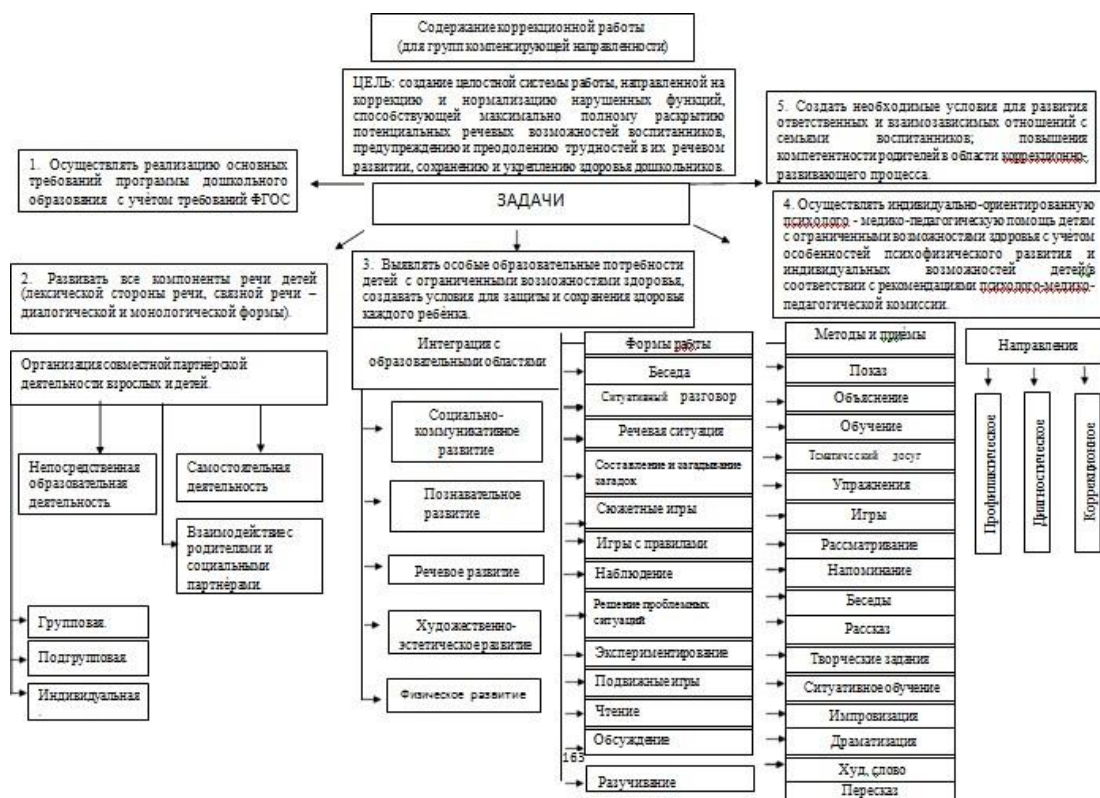 Содержание коррекционной работы
(для групп компенсирующей направленности)
ЦЕЛЬ: создание целостной системы работы, направленной на
коррекцию и нормализацию нарушенных функций,
способствующей максимально полному раскрытию
потенциальных речевых возможностей воспитанников,
предупреждению и преодолению трудностей в их речевом
развитии, сохранению и укреплению здоровья дошкольников.
ЗАДАЧИ
1. Осуществлять реализацию основных
требований программы дошкольного
образования с учётом требований ФГОС
5. Создать необходимые условия для развития
ответственных и взаимозависимых отношений с
семьями воспитанников; повышения
компетентности родителей в области коррекционно-
развивающего процесса.
2. Развивать все компоненты речи детей
(лексической стороны речи, связной речи –
диалогической и монологической формы).
3. Выявлять особые образовательные потребности
детей с ограниченными возможностями здоровья,
создавать условия для защиты и сохранения здоровья
каждого ребёнка.
4. Осуществлять индивидуально-ориентированную
психолого - медико-педагогическую помощь детям
с ограниченными возможностями здоровья с учётом
особенностей психофизического развития и
индивидуальных возможностей детей(в
соответствии с рекомендациями психолого-медико-
педагогической комиссии.
Организация совместной партнёрской
деятельности взрослых и детей.
Непосредственная
образовательная
деятельность.
Самостоятельная
деятельность
Взаимодействие с
родителями и
социальными
партнёрами.
Групповая.
Подгрупповая.
Индивидуальная
.
Интеграция с
образовательными областями
Социально-
коммуникативное
развитие
Познавательное
развитие
Речевое развитие
Художественно-
эстетическое развитие
Физическое развитие
Формы работы
Беседа
Ситуативный разговор
Речевая ситуация
Составление и загадывание
загадок
Сюжетные игры
Игры с правилами
Наблюдение
Решение проблемных
ситуаций
Экспериментирование
Подвижные игры
Чтение
Обсуждение
163
Разучивание
Методы и приёмы
Показ
Объяснение
Обучение
Тематический досуг
Упражнения
Игры
Рассматривание
Напоминание
Беседы
Рассказ
Творческие задания
Ситуативное обучение
Импровизация
Драматизация
Худ, слово
Пересказ
Направления
Профилактическое
Диагностическое
Коррекционное